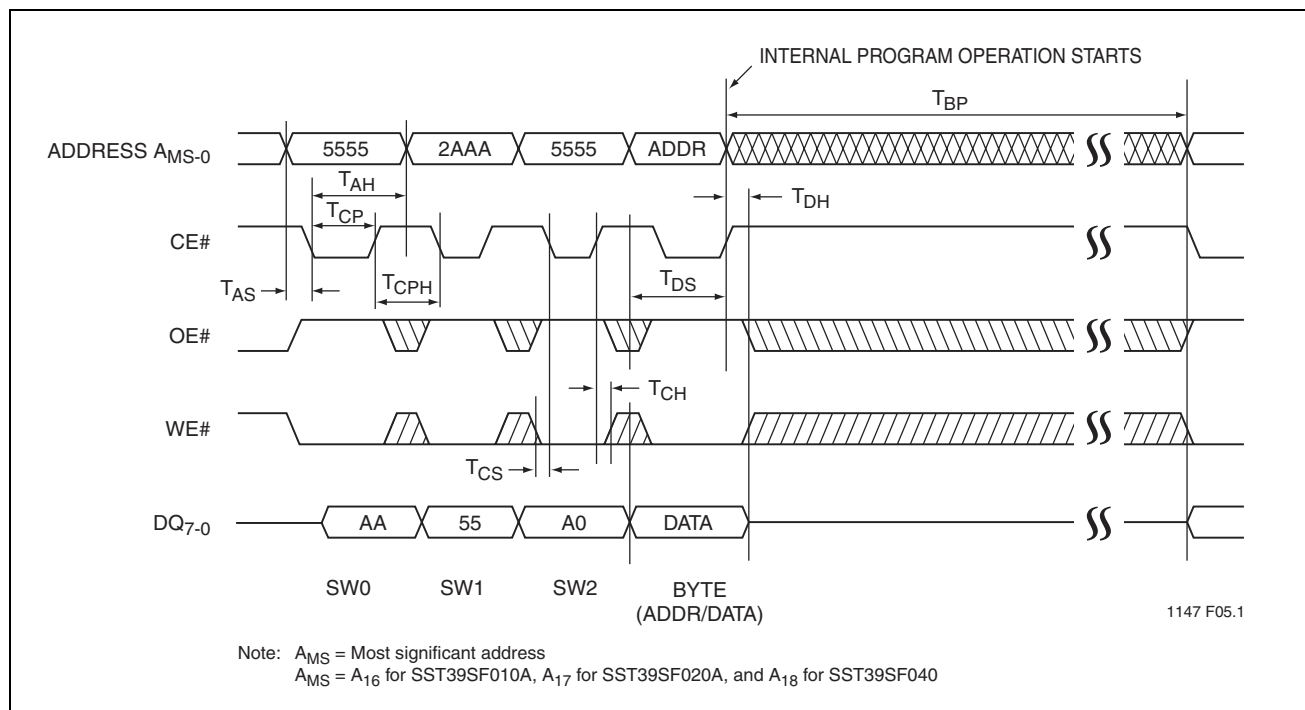 INTERNAL PROGRAM OPERATION STARTS
TBP
ADDRESS AMS-0
5555
2AAA
5555
ADDR
TAH
TDH
TCP
CE#
TAS
TCPH
TDS
OE#
TCH
WE#
TCS
DQ7-0
AA
55
A0
DATA
SW0
SW1
SW2
BYTE
(ADDR/DATA)
1147 F05.1
Note: AMS = Most significant address
AMS = A16 for SST39SF010A, A17 for SST39SF020A, and A18 for SST39SF040